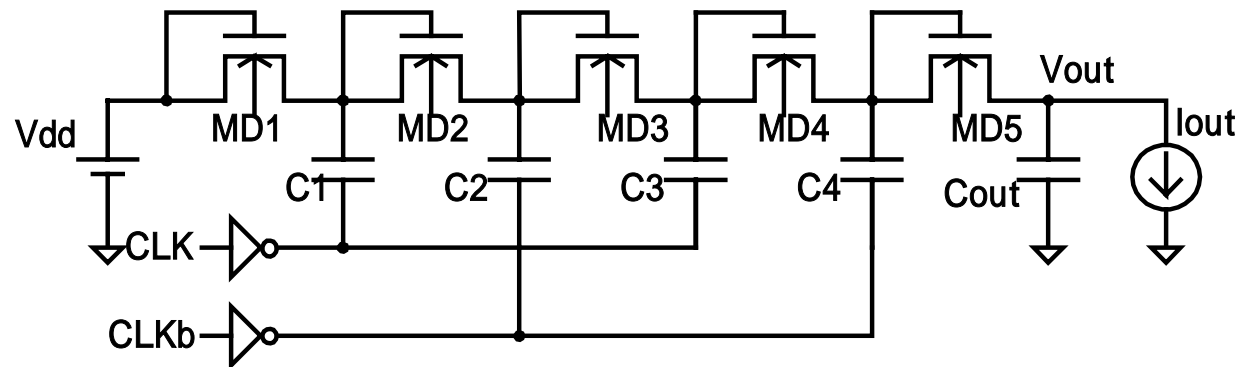 Vdd
MD1
MD2
MD3
MD4
MD5
Vout
Iout
C1
C2
C3
C4
Cout
CLK
CLKb